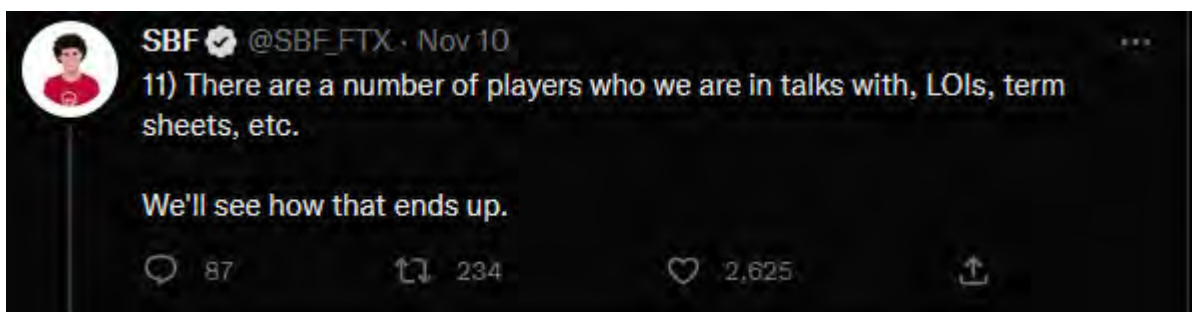 SBF @SBF_FTX · Nov 10
11) There are a number of players who we are in talks with, LOIs, term
sheets, etc.
We'll see how that ends up.
87 234 2,625